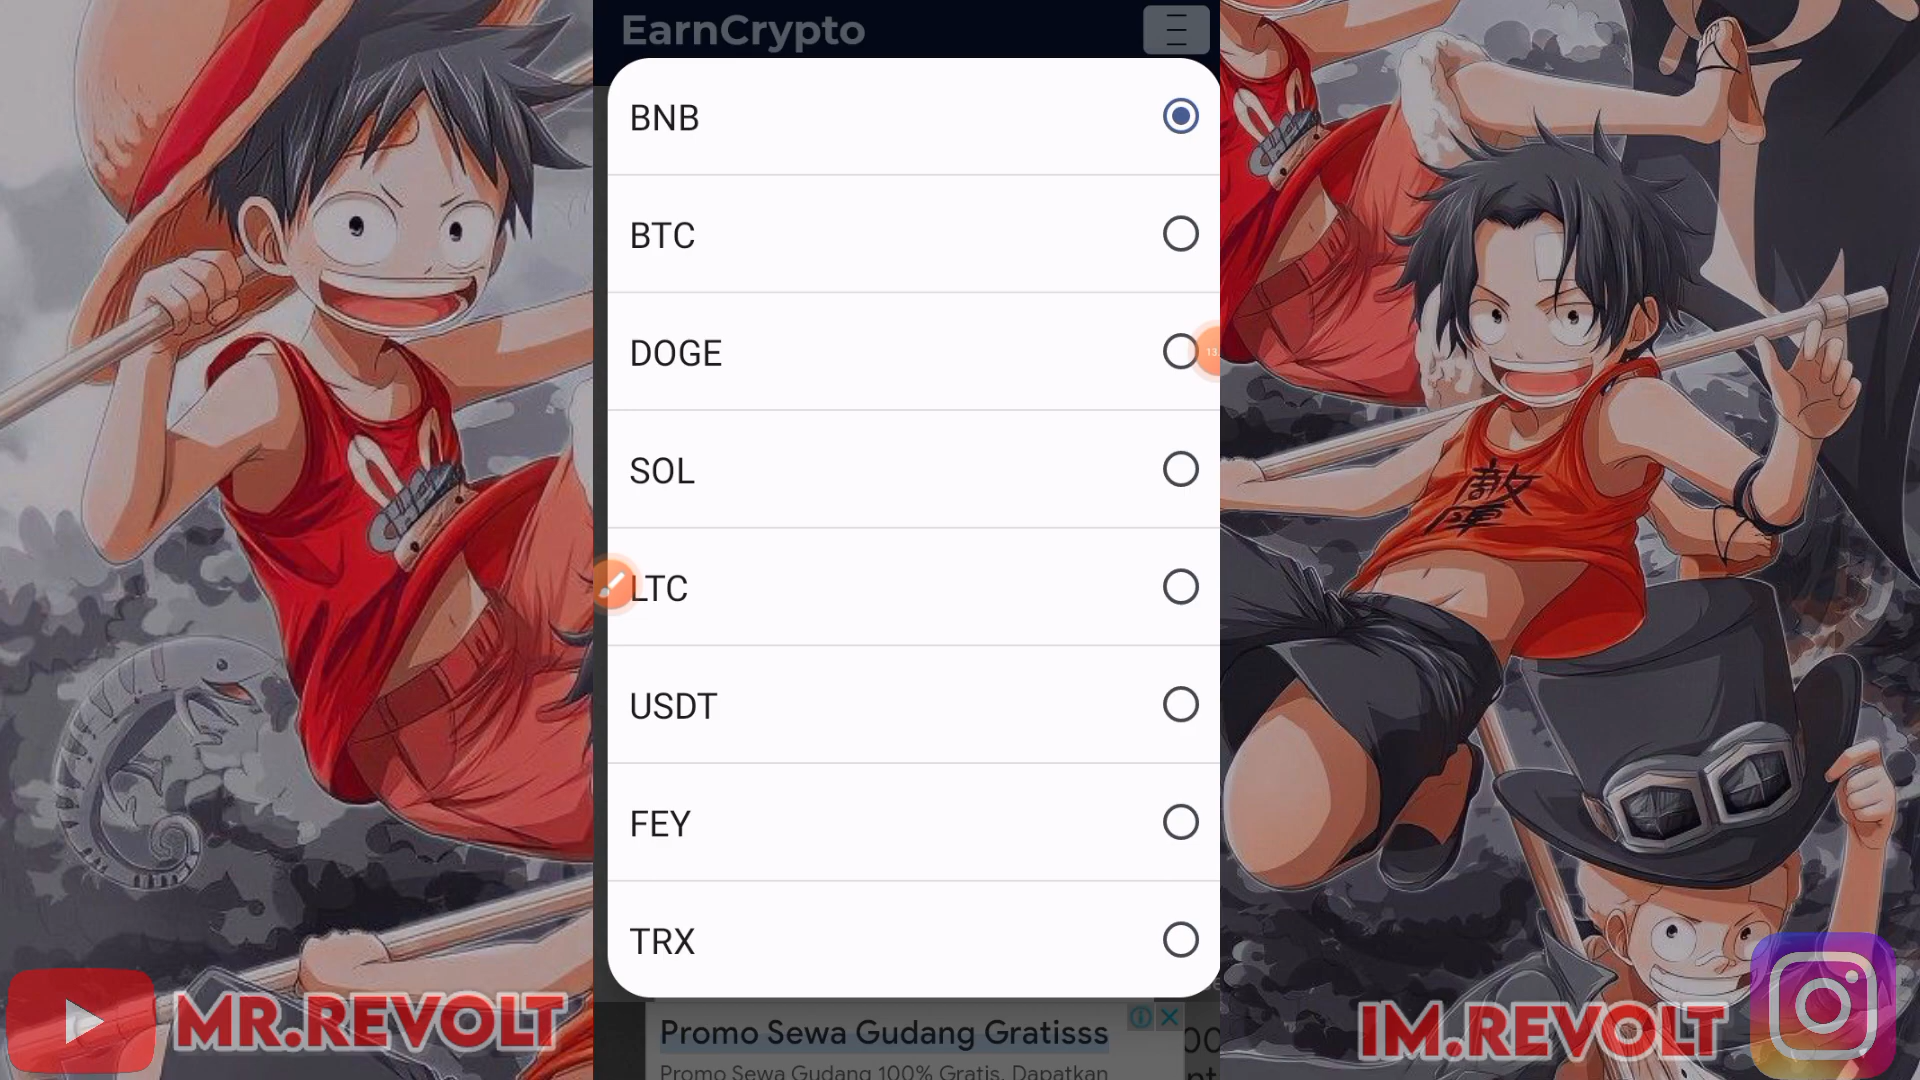 EarnCrypto
BNB
BTC
DOGE
13
SOL
LTC
USDT
FEY
TRX
Promo Sewa Gudang Gratisss
Promo Sewa Gudang 100% Gratis. Dapatkan
MR.REVOLT
IM.REVOLT